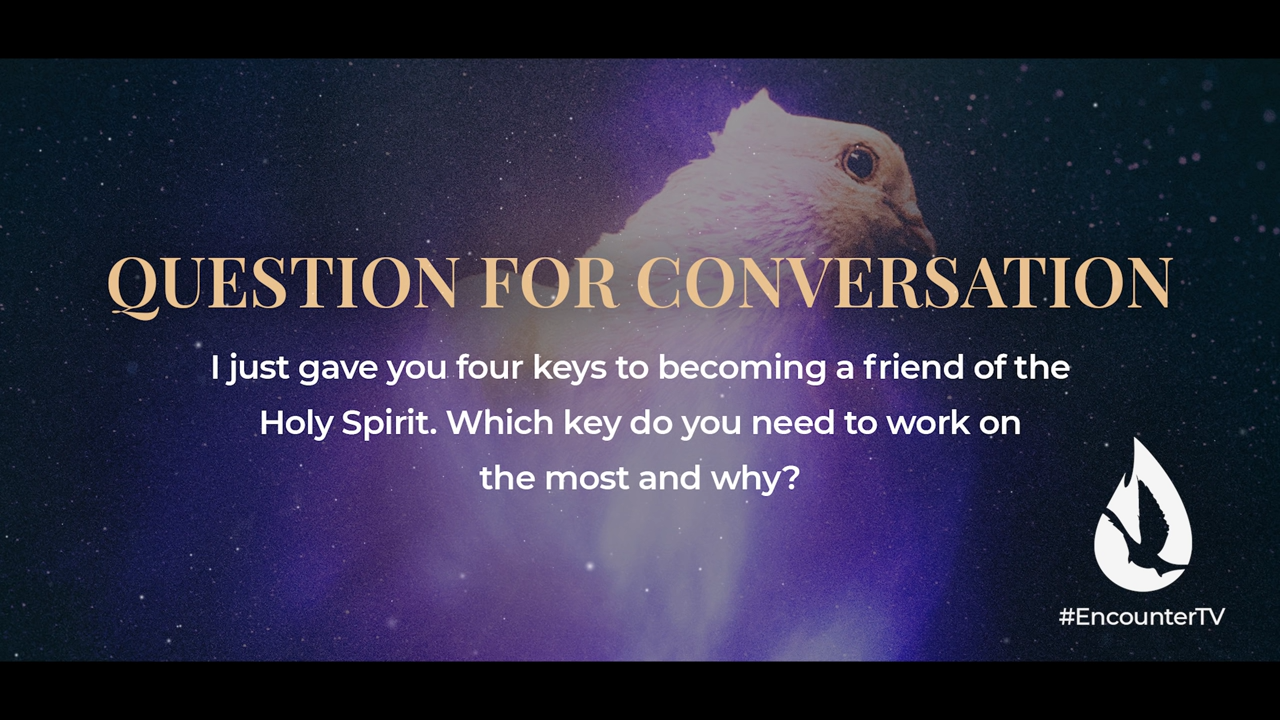 QUESTION FOR CONVERSATION
I just gave you four keys to becoming a friend of the
Holy Spirit. Which key do you need to work on
the most and why?
#EncounterTV